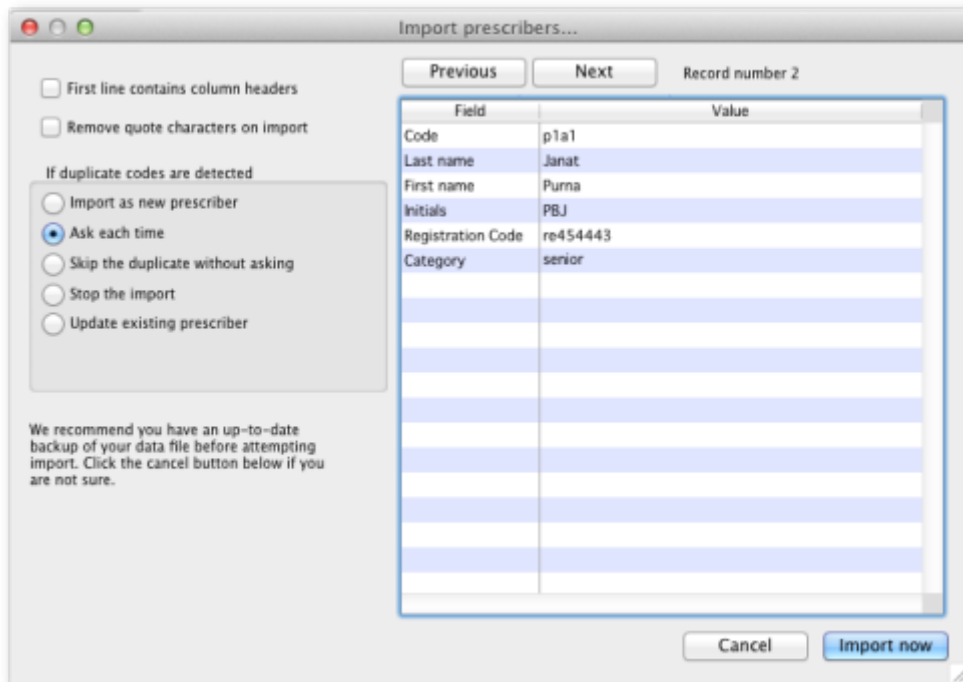 Import prescribers...
First line contains column headers
Remove quote characters on import
If duplicate codes are detected
Import as new prescriber
Ask each time
Skip the duplicate without asking
Stop the import
Update existing prescriber
We recommend you have an up-to-date
backup of your data file before attempting
import. Click the cancel button below if you
are not sure.
Previous Next Record number 2
Field Value
Code p1a1
Last name Janat
First name Purna
Initials PBJ
Registration Code re454443
Category senior
Cancel Import now